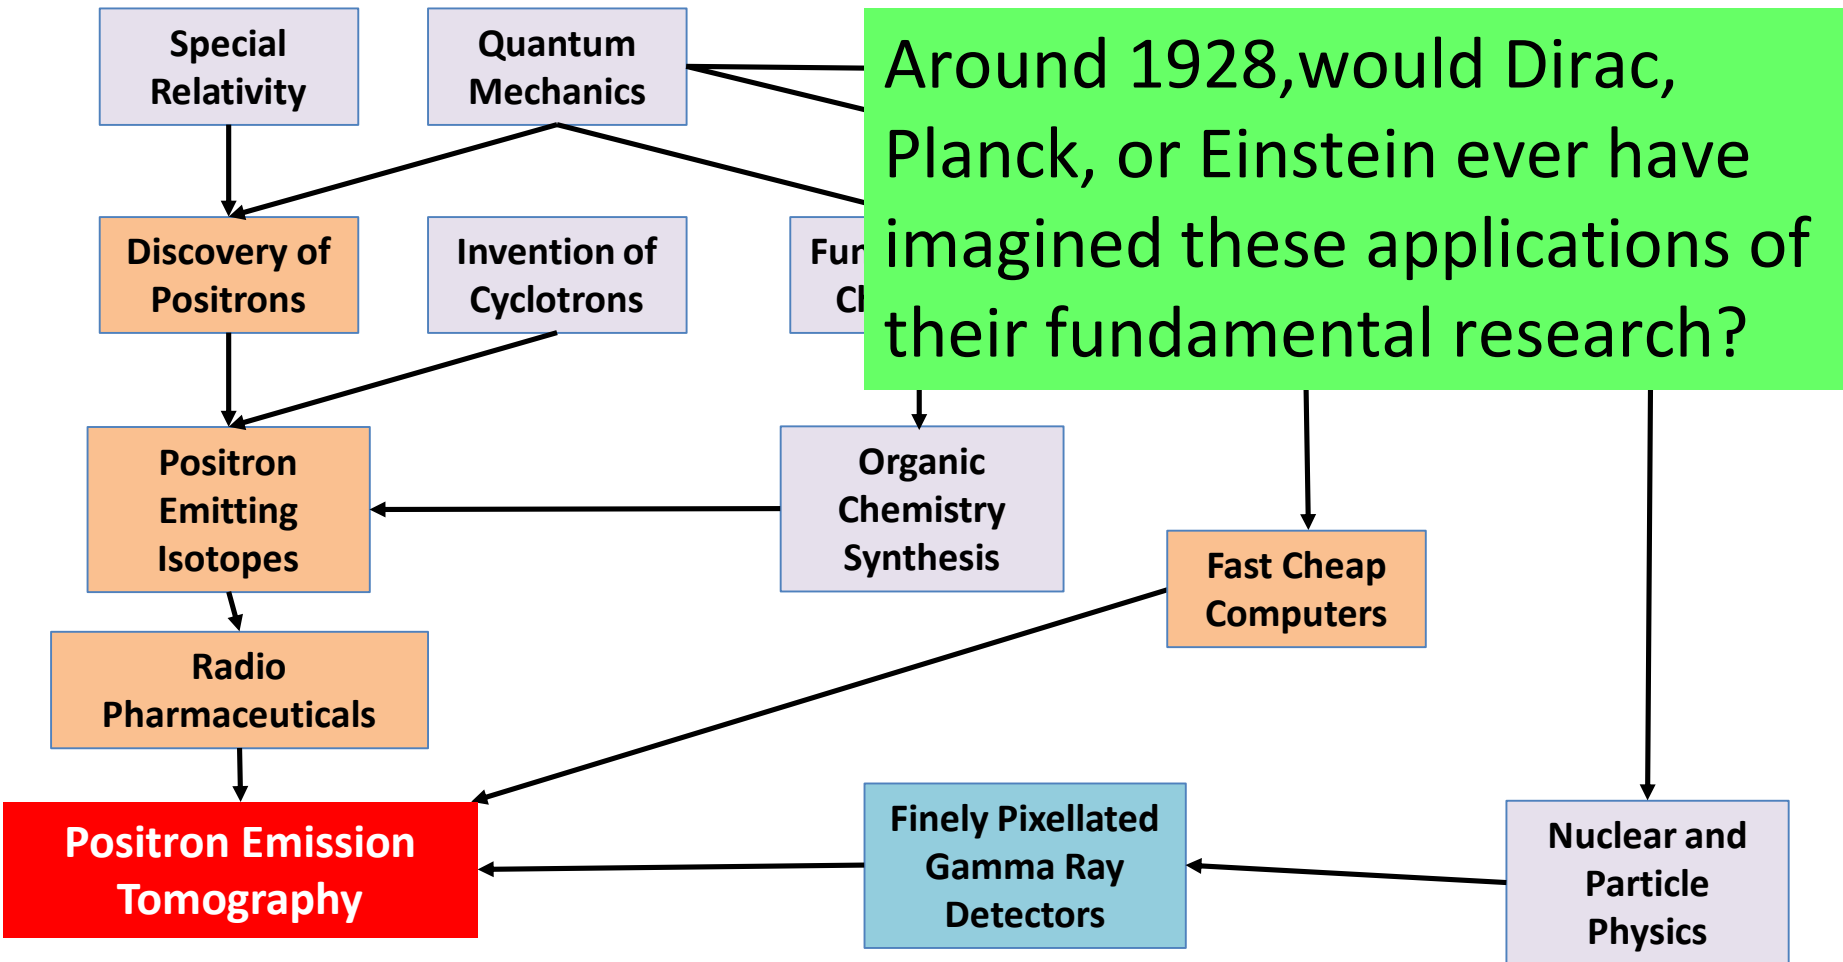 Special
Relativity
Quantum
Mechanics
Around 1928,would Dirac,
Planck, or Einstein ever have
imagined these applications of
their fundamental research?
Discovery of
Positrons
Invention of
Cyclotrons
Positron
Emitting
Isotopes
Organic
Chemistry
Synthesis
Fast Cheap
Computers
Radio
Pharmaceuticals
Positron Emission
Tomography
Finely Pixellated
Gamma Ray
Detectors
Nuclear and
Particle
Physics